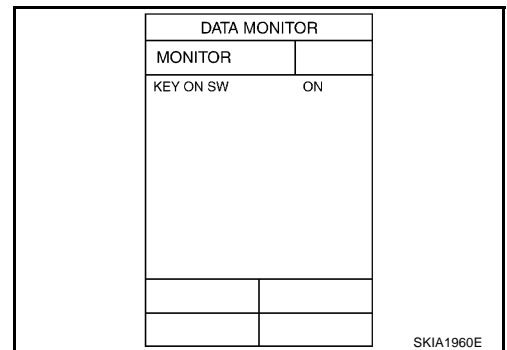 DATA MONITOR
MONITOR
KEY ON SW ON
SKIA1960E